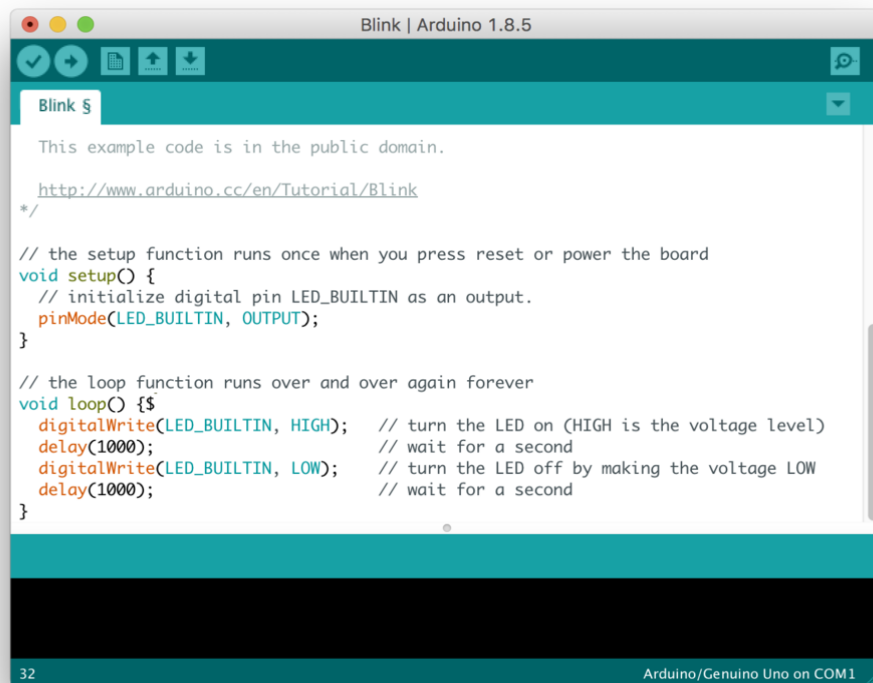 Blink | Arduino 1.8.5
Blink §
This example code is in the public domain.
http://www.arduino.cc/en/Tutorial/Blink
*/
// the setup function runs once when you press reset or power the board
void setup() {
  // initialize digital pin LED_BUILTIN as an output.
  pinMode(LED_BUILTIN, OUTPUT);
}
// the loop function runs over and over again forever
void loop() {$
  digitalWrite(LED_BUILTIN, HIGH);   // turn the LED on (HIGH is the voltage level)
  delay(1000);                       // wait for a second
  digitalWrite(LED_BUILTIN, LOW);    // turn the LED off by making the voltage LOW
  delay(1000);                       // wait for a second
}
32 Arduino/Genuino Uno on COM1